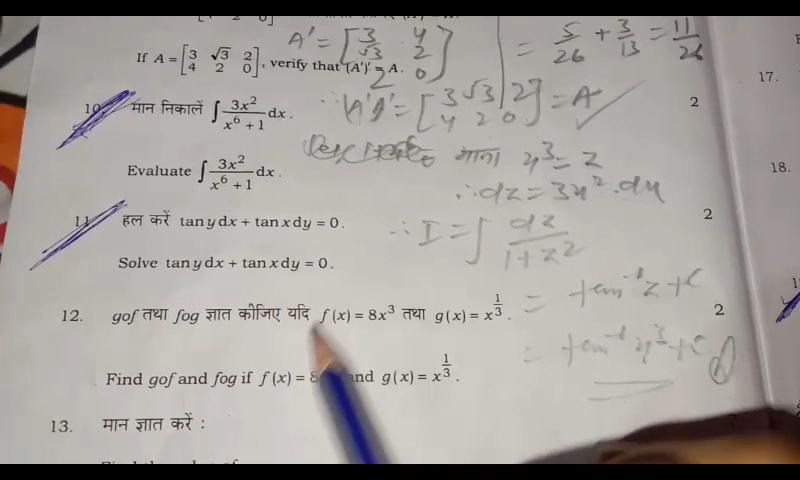 A' = [3 4 √3 2 2 0]
= 5/26 + 3/13 = 11/26
If A = [3 √3 2 4 2 0], verify that (A')' = A.
17.
∴ (A')' = [3 √3 2 4 2 0] = A
2
10. मान निकालें ∫ 3x²/(x⁶ + 1) dx.
माना x³ = z
18.
Evaluate ∫ 3x²/(x⁶ + 1) dx.
∴ dz = 3x².dx
2
11. हल करें tan y dx + tan x dy = 0.
∴ I = ∫ dz/(1+z²)
Solve tan y dx + tan x dy = 0.
= tan⁻¹z + c
12. gof तथा fog ज्ञात कीजिए यदि f(x) = 8x³ तथा g(x) = x^(1/3).
2
= tan⁻¹x³ + c
Find gof and fog if f(x) = 8 and g(x) = x^(1/3).
13. मान ज्ञात करें :